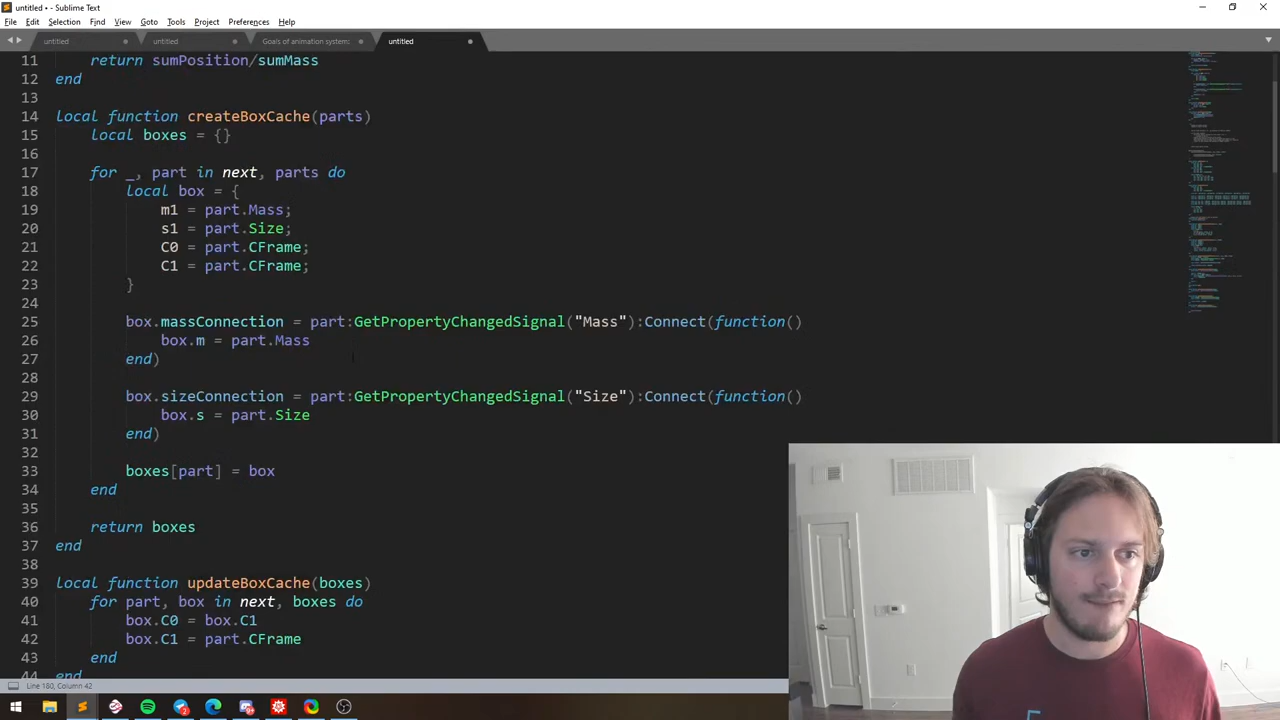 untitled • - Sublime Text
File Edit Selection Find View Goto Tools Project Preferences Help
untitled untitled Goals of animation system: untitled
11 return sumPosition/sumMass
12 end
13
14 local function createBoxCache(parts)
15 local boxes = {}
16
17 for _, part in next, parts do
18 local box = {
19 m1 = part.Mass;
20 s1 = part.Size;
21 C0 = part.CFrame;
22 C1 = part.CFrame;
23 }
24
25 box.massConnection = part:GetPropertyChangedSignal("Mass"):Connect(function()
26 box.m = part.Mass
27 end)
28
29 box.sizeConnection = part:GetPropertyChangedSignal("Size"):Connect(function()
30 box.s = part.Size
31 end)
32
33 boxes[part] = box
34 end
35
36 return boxes
37 end
38
39 local function updateBoxCache(boxes)
40 for part, box in next, boxes do
41 box.C0 = box.C1
42 box.C1 = part.CFrame
43 end
44 end
Line 180, Column 42